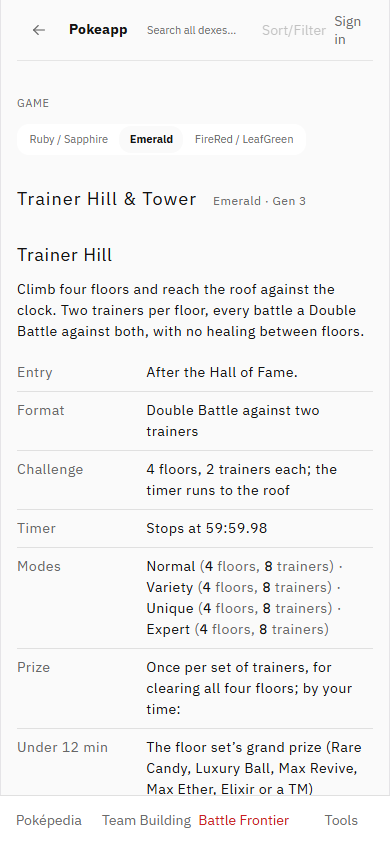 ← Pokeapp Search all dexes... Sort/Filter Sign in
GAME
Ruby / Sapphire Emerald FireRed / LeafGreen
Trainer Hill & Tower Emerald · Gen 3
Trainer Hill
Climb four floors and reach the roof against the
clock. Two trainers per floor, every battle a Double
Battle against both, with no healing between floors.
Entry After the Hall of Fame.
Format Double Battle against two
trainers
Challenge 4 floors, 2 trainers each; the
timer runs to the roof
Timer Stops at 59:59.98
Modes Normal (4 floors, 8 trainers) ·
Variety (4 floors, 8 trainers) ·
Unique (4 floors, 8 trainers) ·
Expert (4 floors, 8 trainers)
Prize Once per set of trainers, for
clearing all four floors; by your
time:
Under 12 min The floor set’s grand prize (Rare
Candy, Luxury Ball, Max Revive,
Max Ether, Elixir or a TM)
Poképedia Team Building Battle Frontier Tools